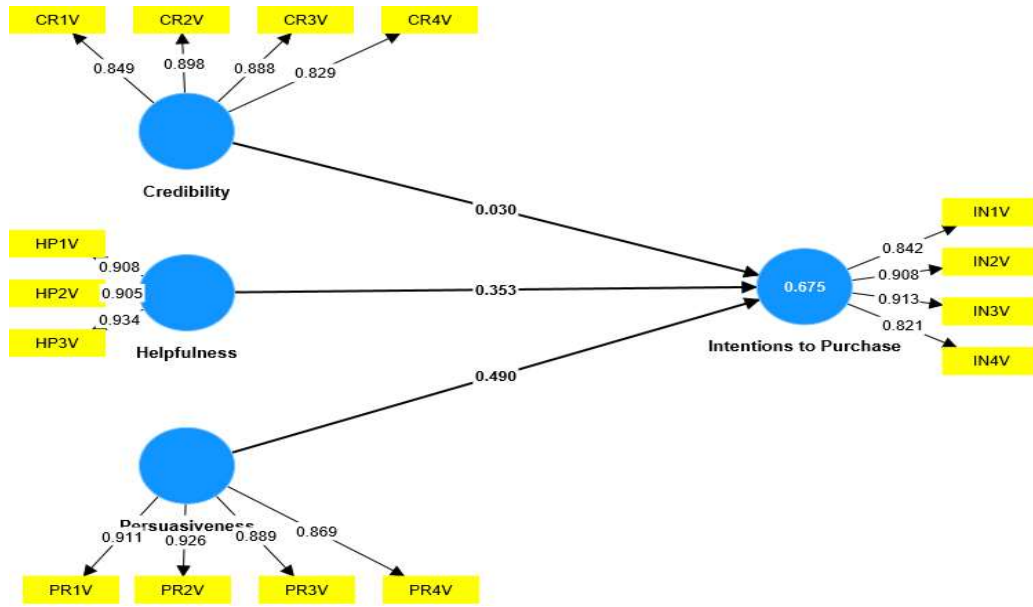 CR1V CR2V CR3V CR4V
0.849 0.898 0.888 0.829
Credibility
0.030
HP1V
0.908
HP2V 0.905
0.934
HP3V
Helpfulness
0.353
IN1V
0.842
IN2V
0.908
0.675
0.913
IN3V
0.821
IN4V
Intentions to Purchase
0.490
Persuasiveness
0.911 0.926 0.889 0.869
PR1V PR2V PR3V PR4V